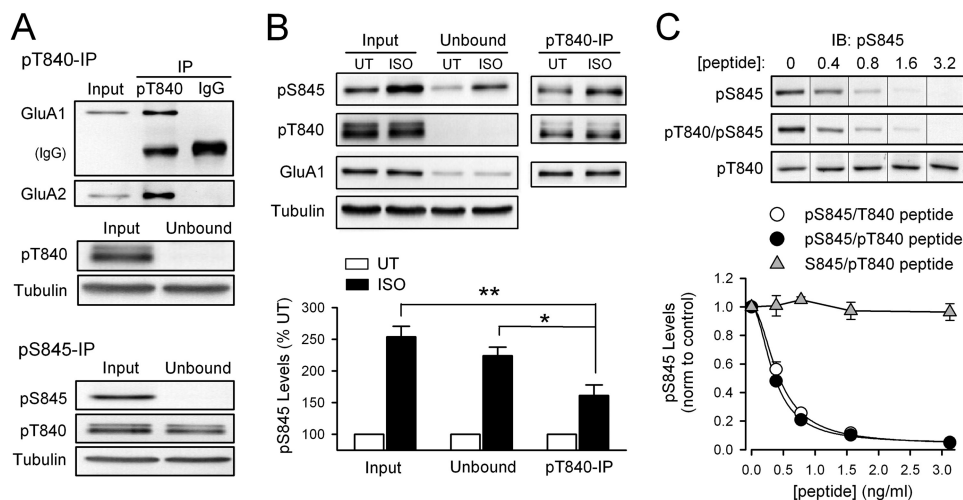 A
pT840-IP
IP
Input pT840 IgG
GluA1
(IgG)
GluA2
Input Unbound
pT840
Tubulin
pS845-IP
Input Unbound
pS845
pT840
Tubulin
B
Input Unbound pT840-IP
UT ISO UT ISO UT ISO
pS845
pT840
GluA1
Tubulin
UT
ISO
**
*
pS845 Levels (% UT)
300
250
200
150
100
Input Unbound pT840-IP
C
IB: pS845
[peptide]: 0 0.4 0.8 1.6 3.2
pS845
pT840/pS845
pT840
pS845/T840 peptide
pS845/pT840 peptide
S845/pT840 peptide
pS845 Levels
(norm to control)
1.2
1.0
0.8
0.6
0.4
0.2
0.0
0.0 0.5 1.0 1.5 2.0 2.5 3.0
[peptide] (ng/ml)